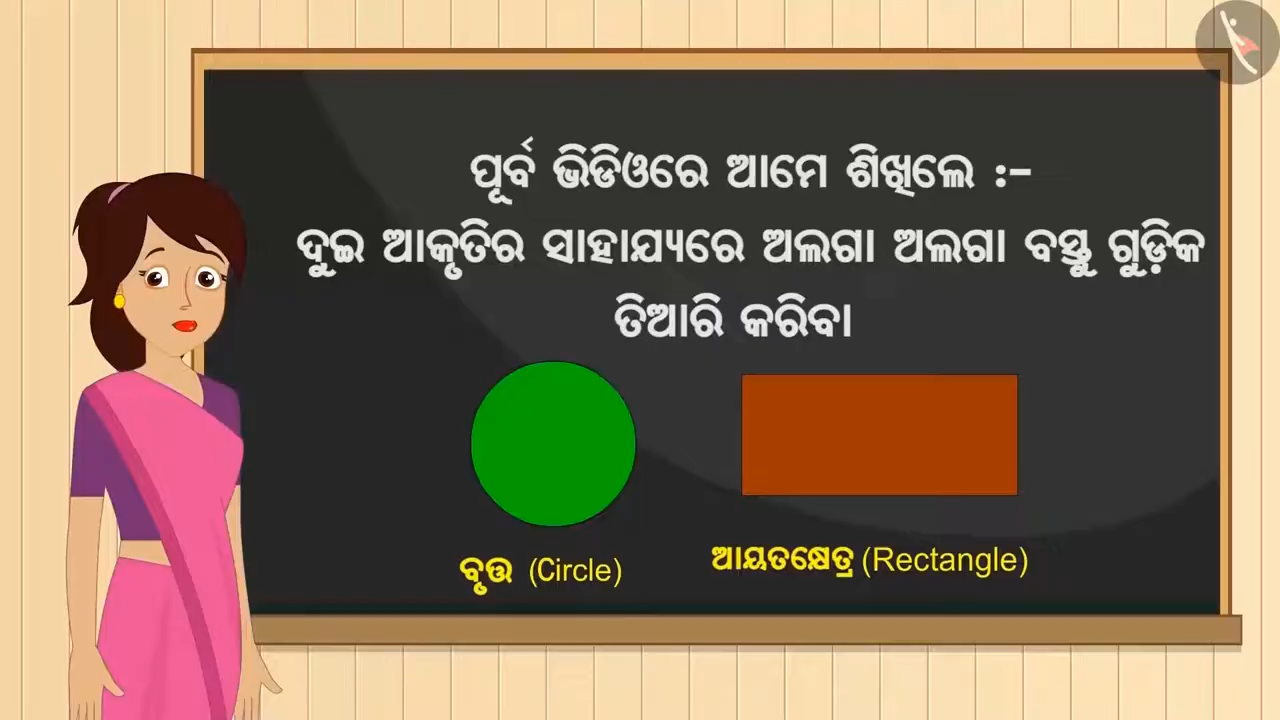 ପୂର୍ବ ଭିଡିଓରେ ଆମେ ଶିଖିଲେ :-
ଦୁଇ ଆକୃତିର ସାହାଯ୍ୟରେ ଅଲଗା ଅଲଗା ବସ୍ତୁ ଗୁଡ଼ିକ
ତିଆରି କରିବା
ବୃତ୍ତ (Circle)
ଆୟତକ୍ଷେତ୍ର (Rectangle)